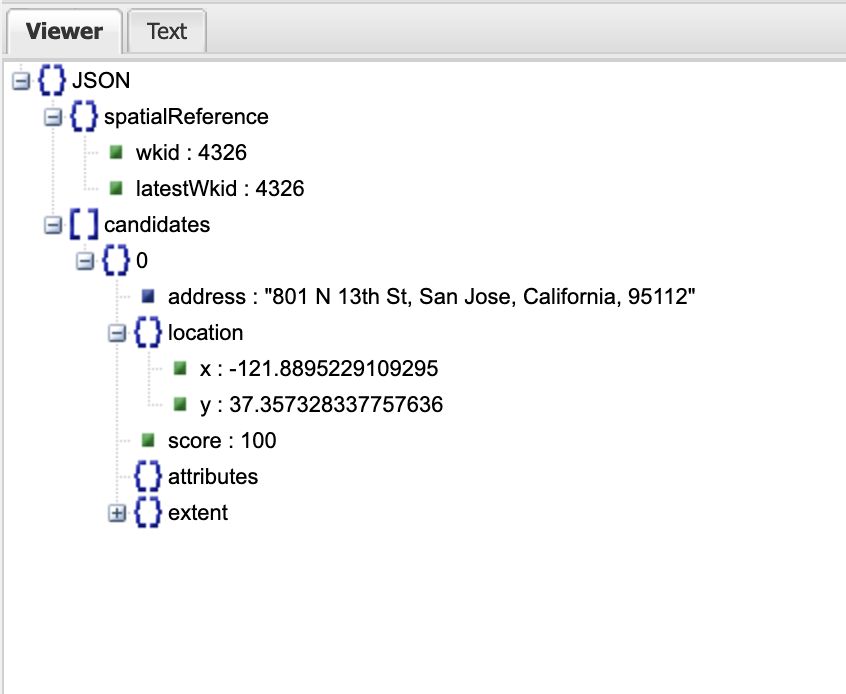 Viewer Text
JSON
spatialReference
wkid : 4326
latestWkid : 4326
candidates
0
address : "801 N 13th St, San Jose, California, 95112"
location
x : -121.8895229109295
y : 37.357328337757636
score : 100
attributes
extent